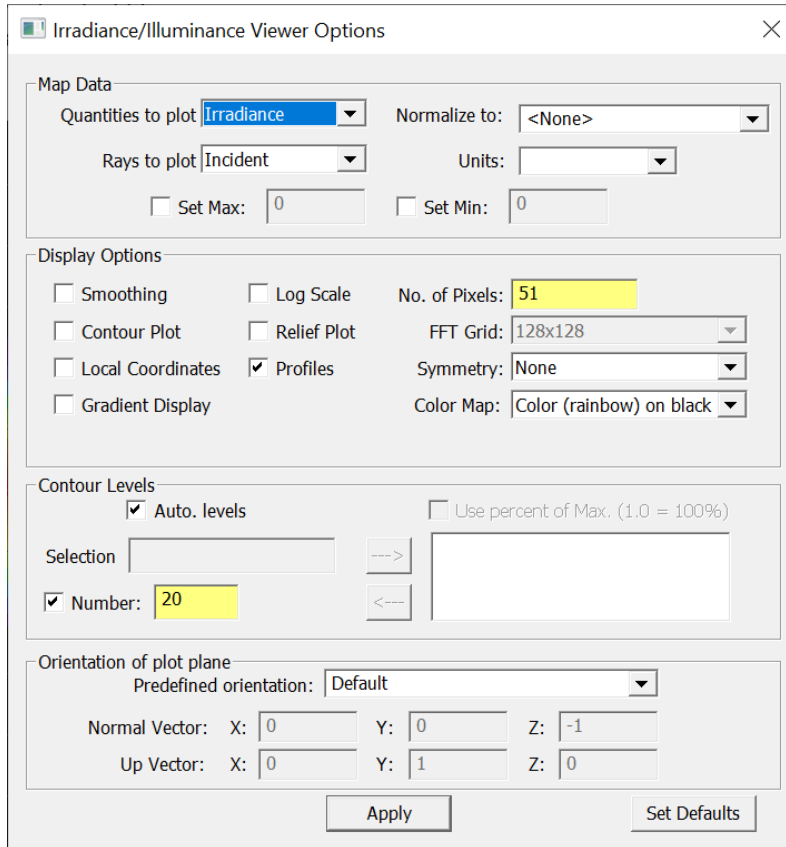 Irradiance/Illuminance Viewer Options
Map Data
Quantities to plot Irradiance Normalize to: <None>
Rays to plot Incident Units:
Set Max: 0 Set Min: 0
Display Options
Smoothing Log Scale No. of Pixels: 51
Contour Plot Relief Plot FFT Grid: 128x128
Local Coordinates Profiles Symmetry: None
Gradient Display Color Map: Color (rainbow) on black
Contour Levels
Auto. levels Use percent of Max. (1.0 = 100%)
Selection --->
Number: 20 <---
Orientation of plot plane
Predefined orientation: Default
Normal Vector: X: 0 Y: 0 Z: -1
Up Vector: X: 0 Y: 1 Z: 0
Apply Set Defaults